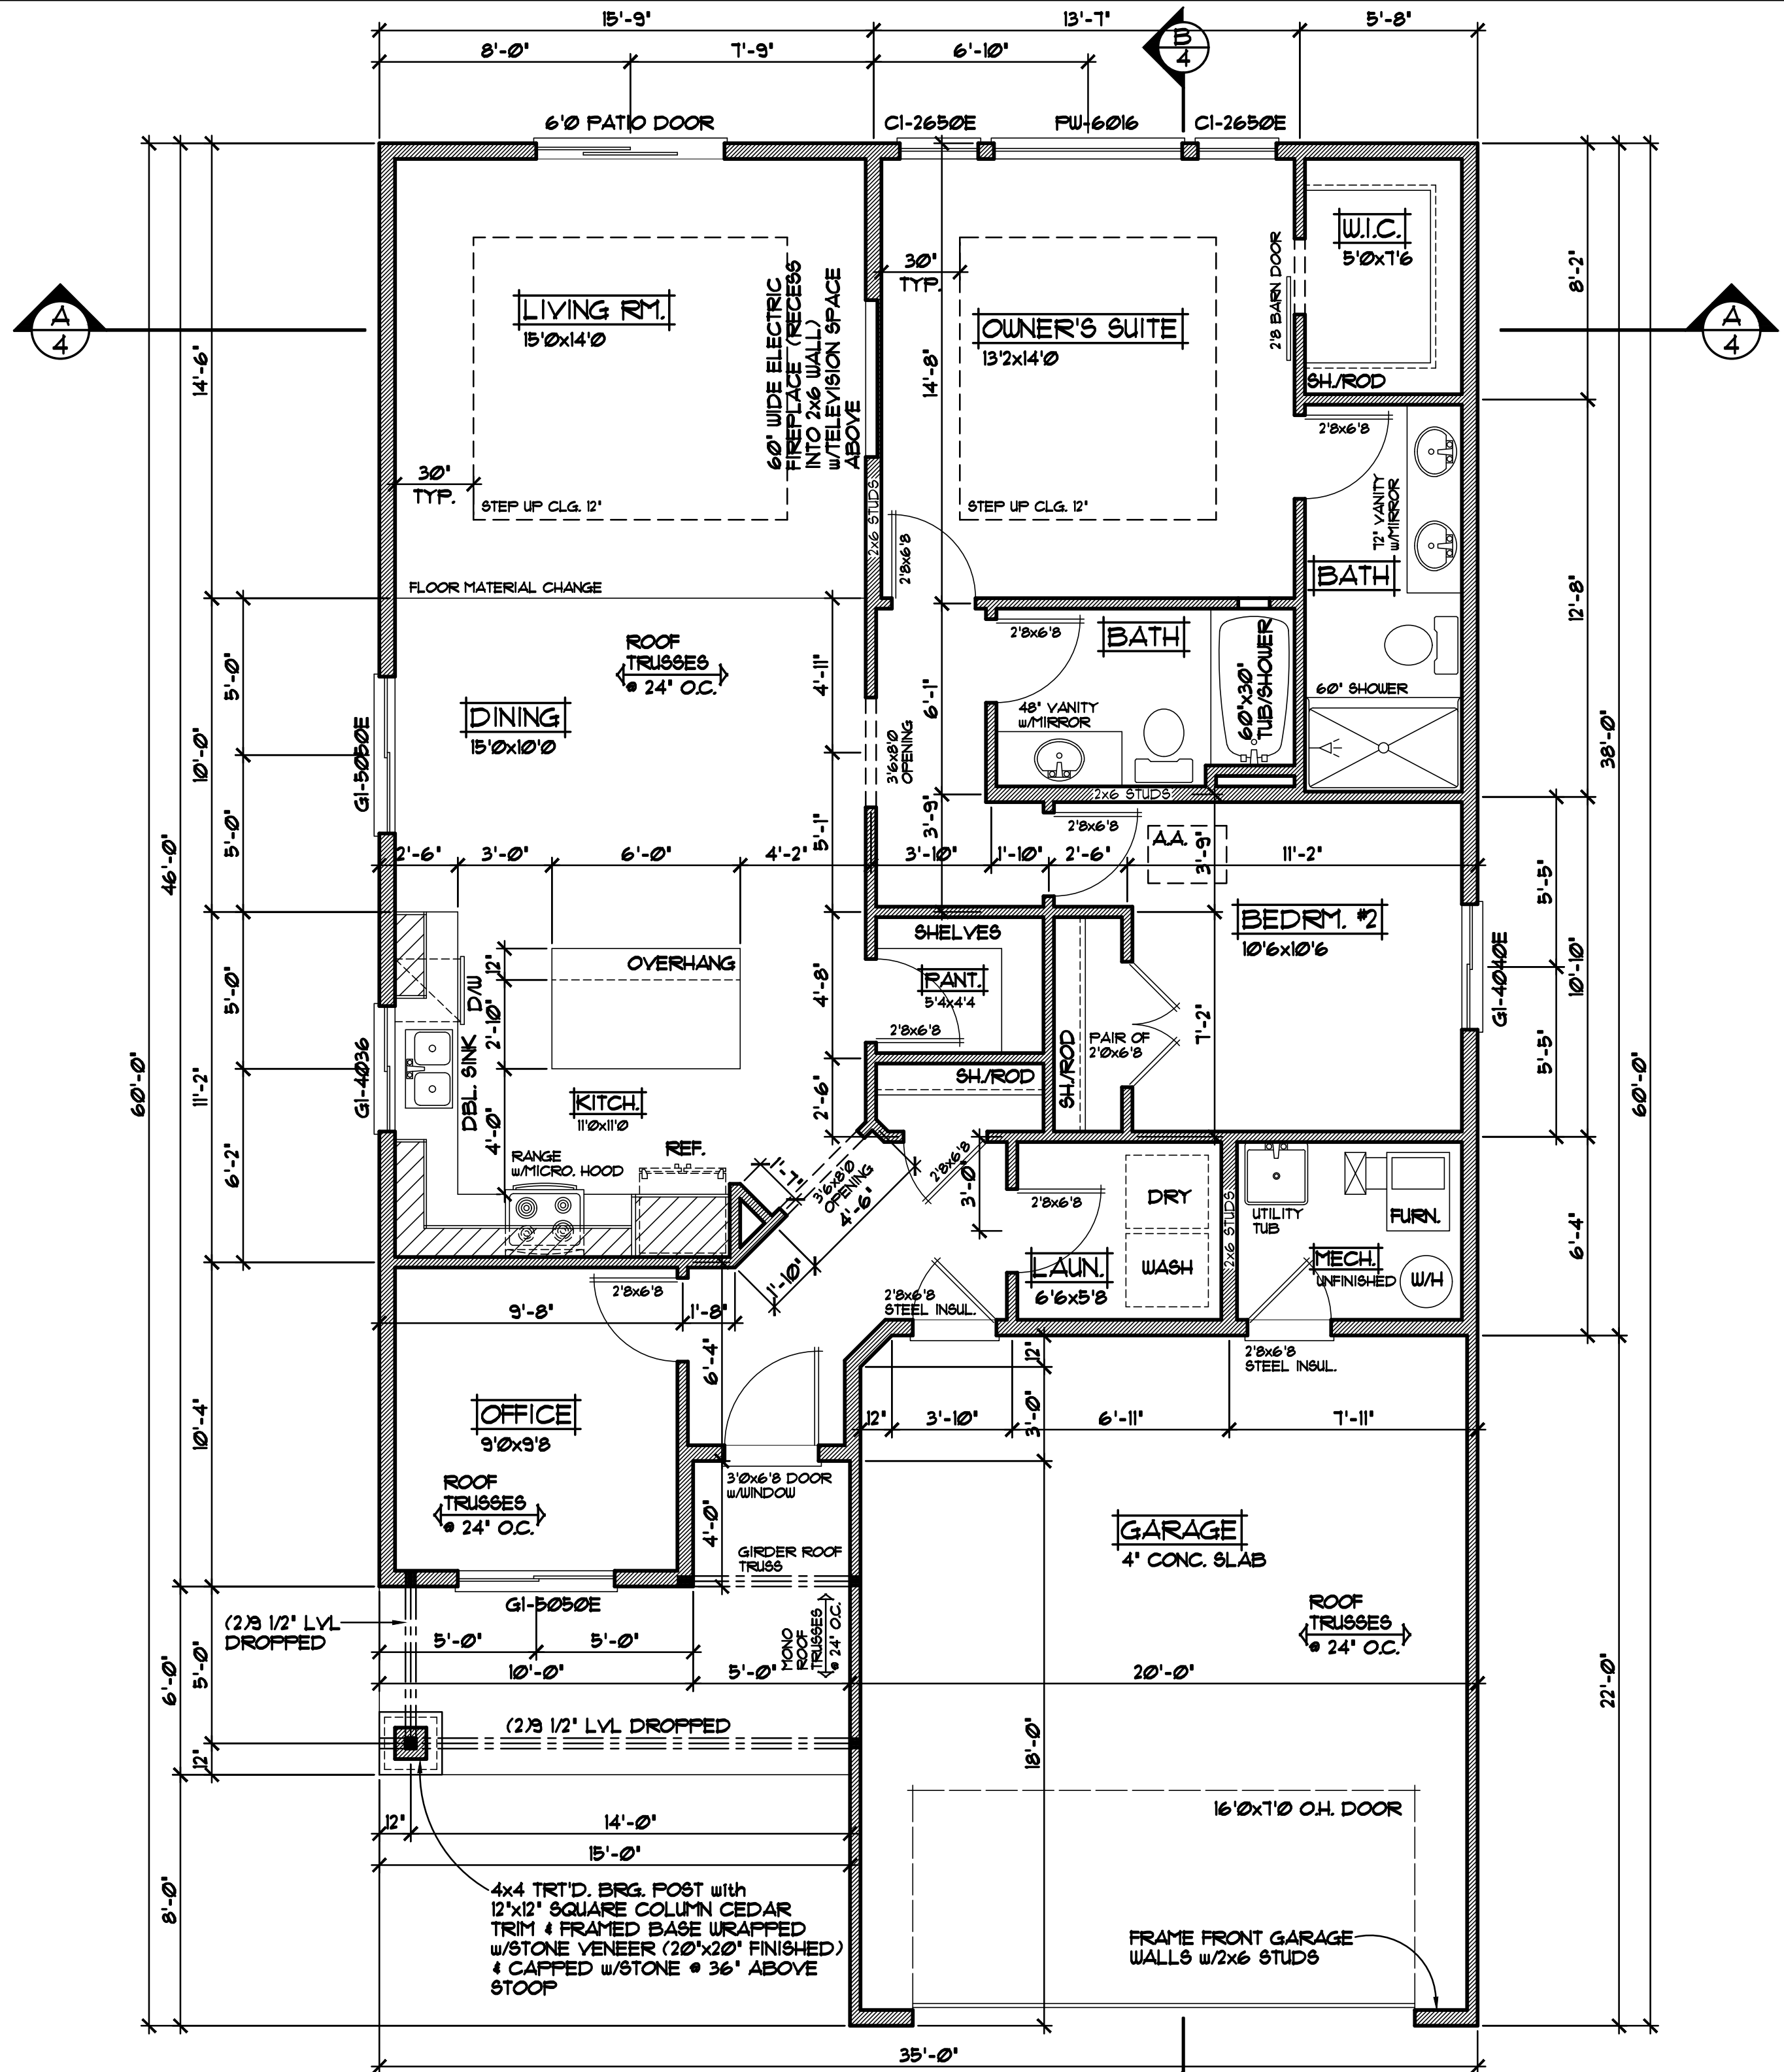 15'-9"
13'-7"
5'-8"
8'-0"
7'-9"
6'-10"
B
4
6'0 PATIO DOOR
C1-2650E
PW-6016
C1-2650E
A
4
A
4
LIVING RM.
15'0x14'0
60" WIDE ELECTRIC
FIREPLACE (RECESS
INTO 2x6 WALL)
w/TELEVISION SPACE
ABOVE
30"
TYP.
STEP UP CLG. 12"
2x6 STUDS
30"
TYP.
OWNER'S SUITE
13'2x14'0
STEP UP CLG. 12"
14'-8"
2'8x6'8
2'8 BARN DOOR
W.I.C.
5'0x7'6
SH./ROD
2'8x6'8
72" VANITY
w/MIRROR
BATH
60" SHOWER
8'-2"
12'-8"
38'-0"
14'-6"
FLOOR MATERIAL CHANGE
ROOF
TRUSSES
@ 24" O.C.
DINING
15'0x10'0
G1-5050E
5'-0"
10'-0"
5'-0"
46'-0"
60'-0"
4'-11"
5'-1"
3'6x8'0
OPENING
6'-1"
3'-9"
2'8x6'8
BATH
48" VANITY
w/MIRROR
60"x30"
TUB/SHOWER
2x6 STUDS
2'8x6'8
A.A.
3'-9"
2'-6"
3'-0"
6'-0"
4'-2"
3'-10"
1'-10"
2'-6"
11'-2"
BEDRM. #2
10'6x10'6
G1-4040E
5'-5"
10'-10"
5'-5"
60'-0"
SHELVES
PANT.
5'4x4'4
2'8x6'8
4'-8"
2'-6"
SH./ROD
SH./ROD
PAIR OF
2'0x6'8
7'-2"
OVERHANG
12"
2'-10"
4'-0"
D/W
DBL. SINK
G1-4036
5'-0"
11'-2"
6'-2"
KITCH.
11'0x11'0
RANGE
w/MICRO. HOOD
REF.
1'-7"
3'6x8'0
OPENING
4'-6"
1'-10"
2'8x6'8
3'-0"
2'8x6'8
DRY
WASH
LAUN.
6'6x5'8
2x6 STUDS
UTILITY
TUB
FURN.
MECH.
UNFINISHED
W/H
6'-4"
2'8x6'8
STEEL INSUL.
2'8x6'8
STEEL INSUL.
2'8x6'8
9'-8"
1'-8"
6'-4"
12"
3'-0"
12"
3'-10"
6'-11"
7'-11"
10'-4"
OFFICE
9'0x9'8
ROOF
TRUSSES
@ 24" O.C.
3'0x6'8 DOOR
w/WINDOW
4'-0"
GIRDER ROOF
TRUSS
GARAGE
4" CONC. SLAB
ROOF
TRUSSES
@ 24" O.C.
G1-5050E
(2)9 1/2" LVL
DROPPED
5'-0"
5'-0"
MONO
ROOF
TRUSSES
@ 24" O.C.
10'-0"
5'-0"
20'-0"
22'-0"
6'-0"
5'-0"
12"
(2)9 1/2" LVL DROPPED
18'-0"
16'0x7'0 O.H. DOOR
12"
14'-0"
15'-0"
8'-0"
4x4 TRT'D. BRG. POST with
12"x12" SQUARE COLUMN CEDAR
TRIM & FRAMED BASE WRAPPED
w/STONE VENEER (20"x20" FINISHED)
& CAPPED w/STONE @ 36" ABOVE
STOOP
FRAME FRONT GARAGE
WALLS w/2x6 STUDS
35'-0"